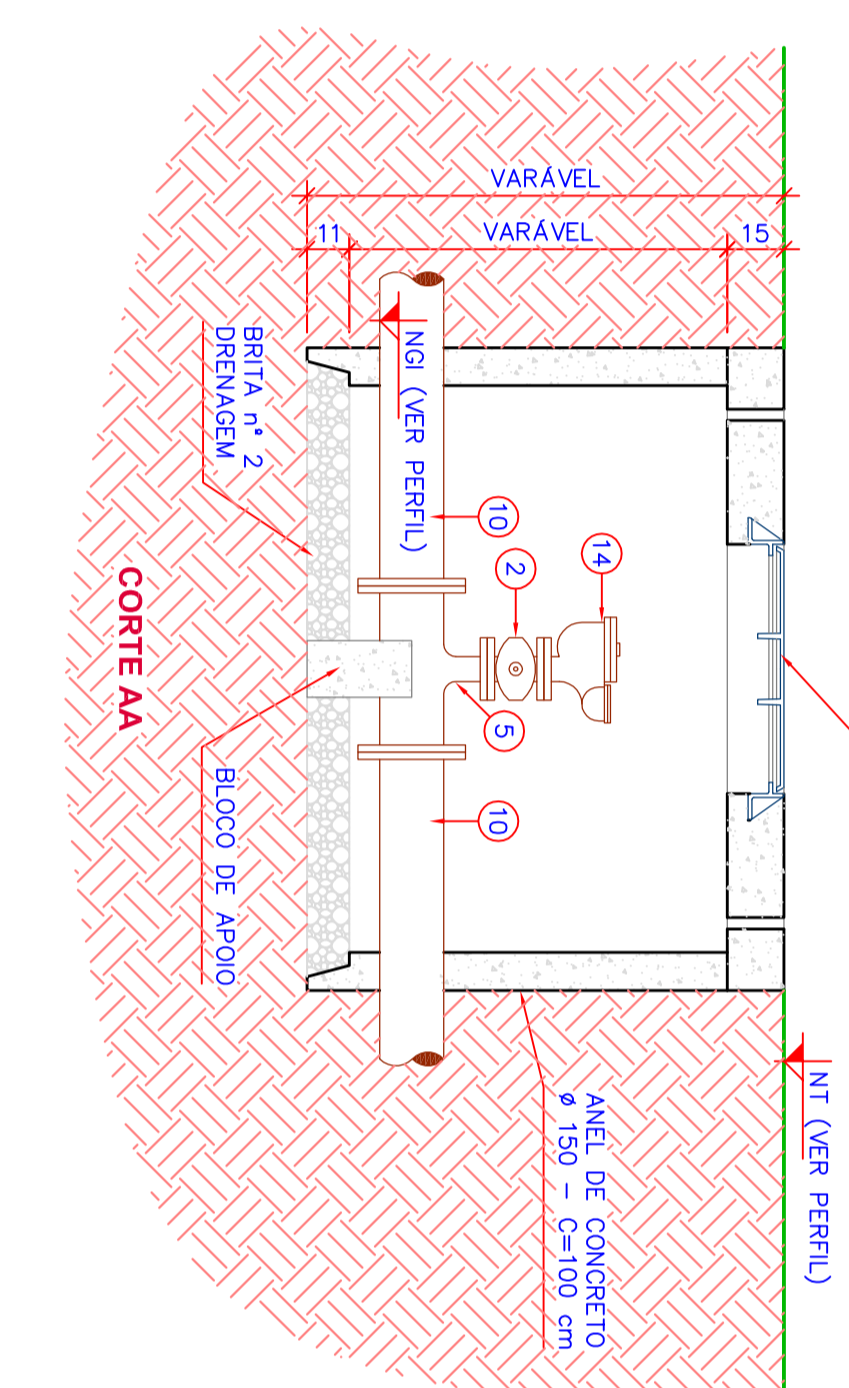 VARÁVEL
11
VARÁVEL
15
NT (VER PERFIL)
NGI (VER PERFIL)
14
2
10
5
10
BRITA nº 2
DRENAGEM
BLOCO DE APOIO
ANEL DE CONCRETO
ø 150 - C=100 cm
CORTE AA